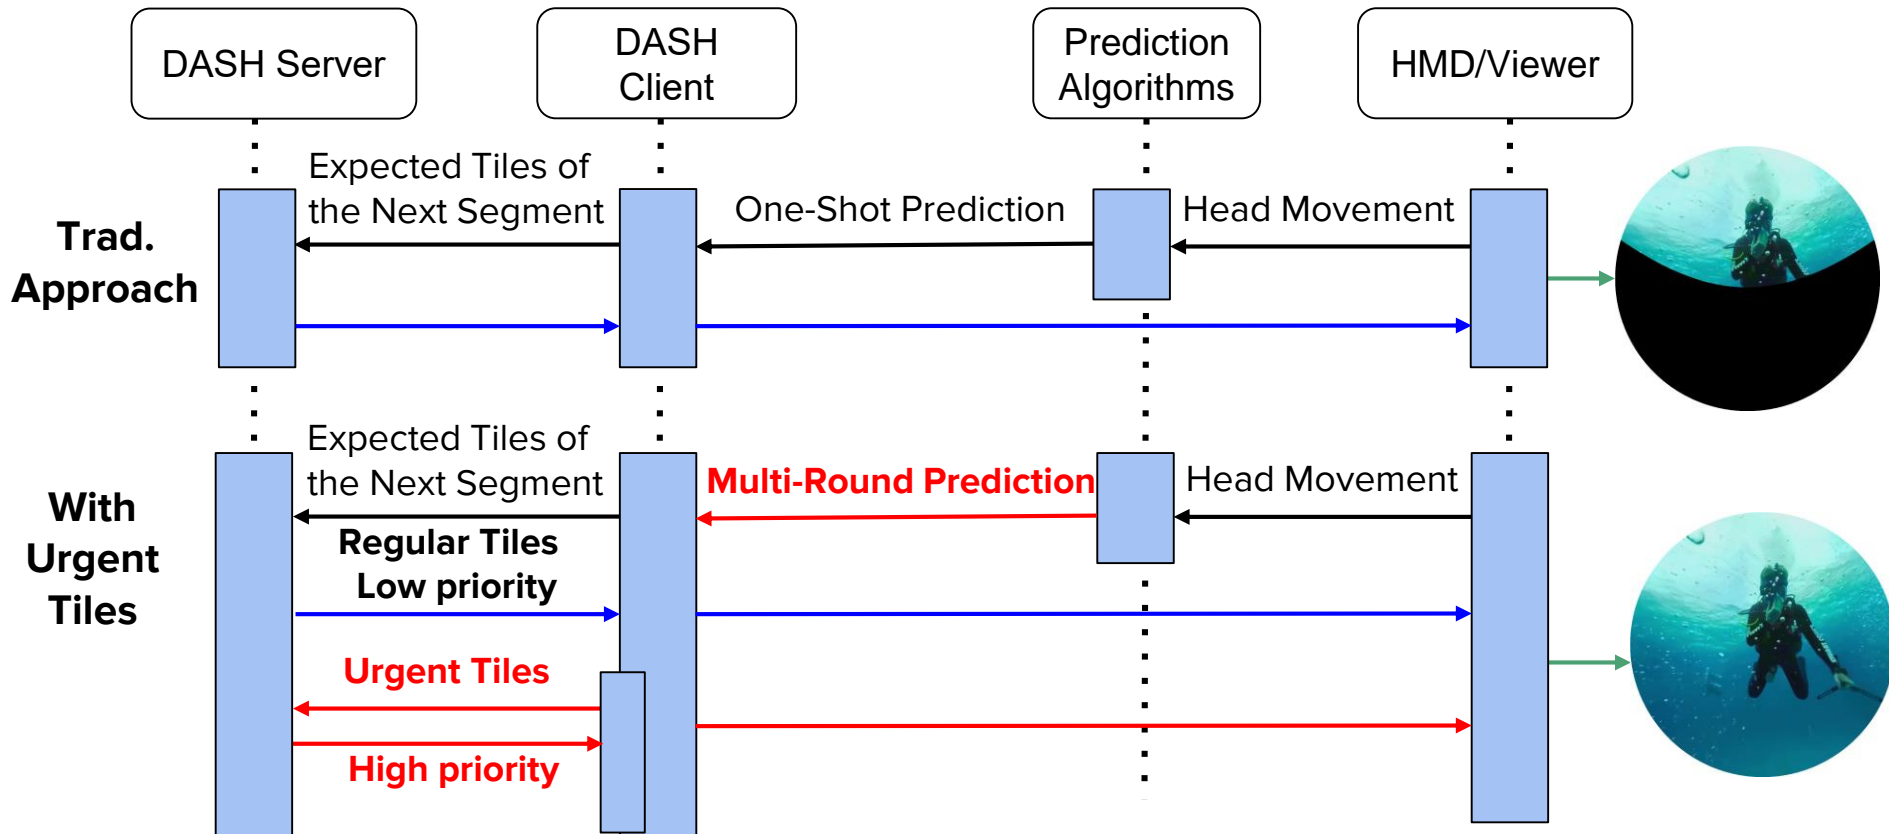 DASH Server
DASH
Client
Prediction
Algorithms
HMD/Viewer
Trad.
Approach
Expected Tiles of
the Next Segment
One-Shot Prediction
Head Movement
With
Urgent
Tiles
Expected Tiles of
the Next Segment
Multi-Round Prediction
Head Movement
Regular Tiles
Low priority
Urgent Tiles
High priority